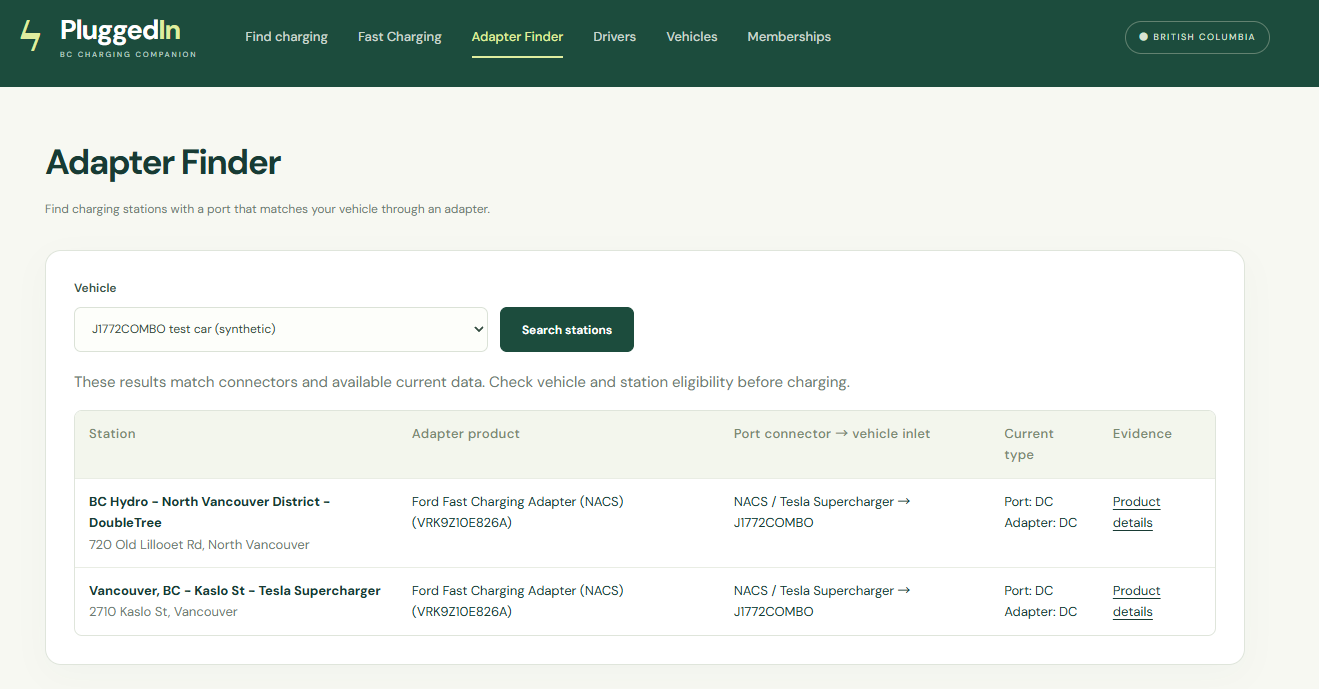 PluggedIn
BC CHARGING COMPANION
Find charging
Fast Charging
Adapter Finder
Drivers
Vehicles
Memberships
BRITISH COLUMBIA
Adapter Finder
Find charging stations with a port that matches your vehicle through an adapter.
Vehicle
J1772COMBO test car (synthetic)
Search stations
These results match connectors and available current data. Check vehicle and station eligibility before charging.
Station
Adapter product
Port connector → vehicle inlet
Current
type
Evidence
BC Hydro - North Vancouver District -
DoubleTree
720 Old Lillooet Rd, North Vancouver
Ford Fast Charging Adapter (NACS)
(VRK9Z10E826A)
NACS / Tesla Supercharger →
J1772COMBO
Port: DC
Adapter: DC
Product
details
Vancouver, BC - Kaslo St - Tesla Supercharger
2710 Kaslo St, Vancouver
Ford Fast Charging Adapter (NACS)
(VRK9Z10E826A)
NACS / Tesla Supercharger →
J1772COMBO
Port: DC
Adapter: DC
Product
details